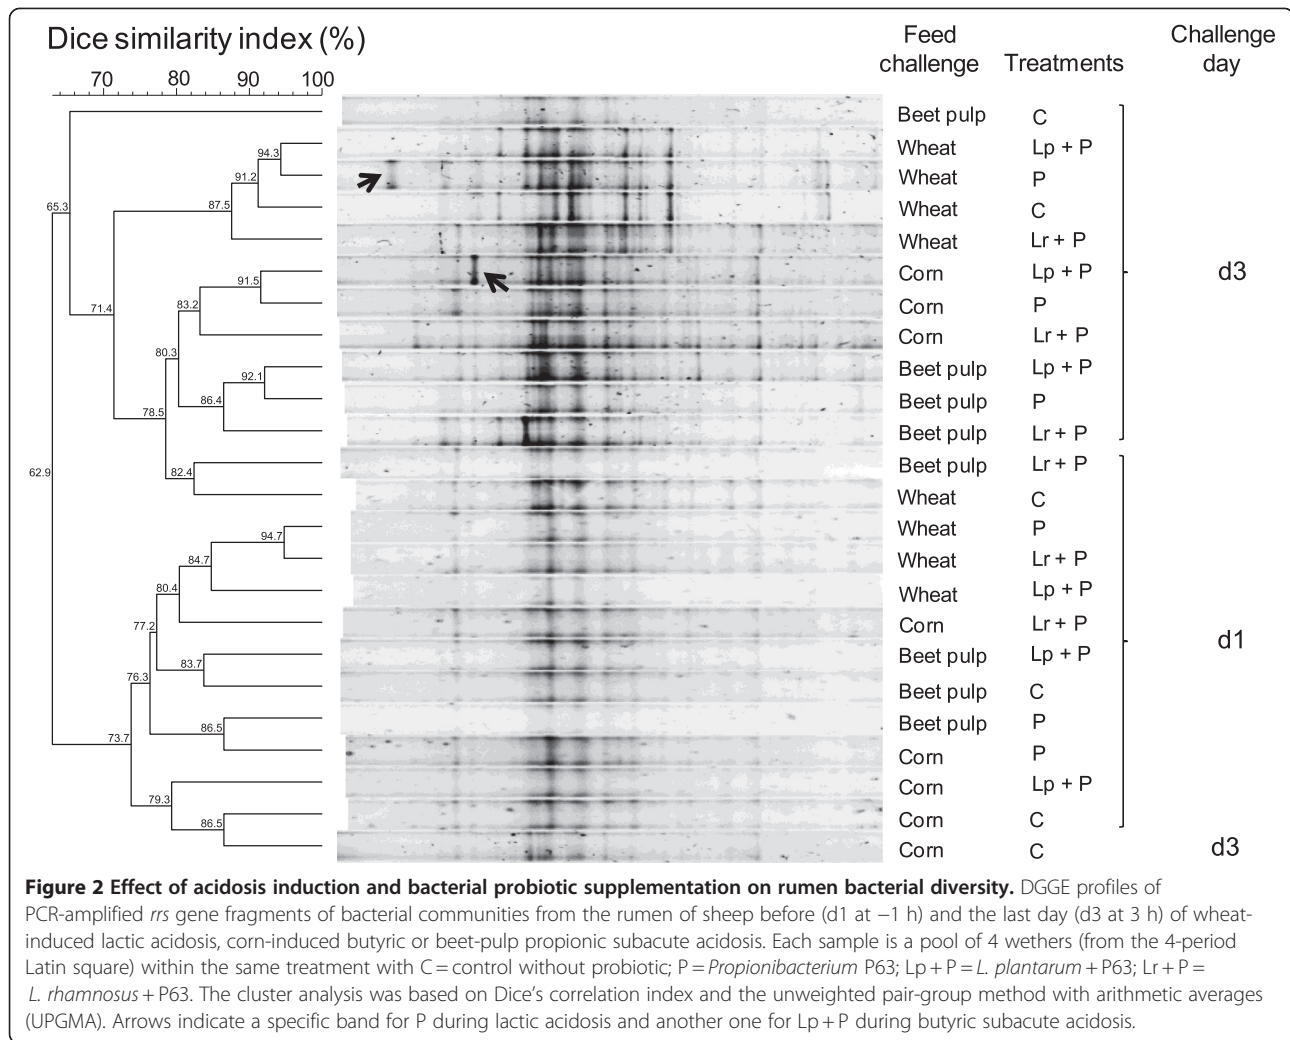 Dice similarity index (%)
Feed challenge
Treatments
Challenge day
70 80 90 100
Beet pulp C
Wheat Lp + P
Wheat P
Wheat C
Wheat Lr + P
Corn Lp + P
Corn P
Corn Lr + P
Beet pulp Lp + P
Beet pulp P
Beet pulp Lr + P
d3
Beet pulp Lr + P
Wheat C
Wheat P
Wheat Lr + P
Wheat Lp + P
Corn Lr + P
Beet pulp Lp + P
Beet pulp C
Beet pulp P
Corn P
Corn Lp + P
Corn C
d1
Corn C
d3
94.3
91.2
87.5
65.3
91.5
83.2
71.4
80.3
92.1
86.4
78.5
82.4
62.9
94.7
84.7
80.4
77.2
83.7
76.3
86.5
73.7
79.3
86.5
Figure 2 Effect of acidosis induction and bacterial probiotic supplementation on rumen bacterial diversity. DGGE profiles of
PCR-amplified rrs gene fragments of bacterial communities from the rumen of sheep before (d1 at −1 h) and the last day (d3 at 3 h) of wheat-
induced lactic acidosis, corn-induced butyric or beet-pulp propionic subacute acidosis. Each sample is a pool of 4 wethers (from the 4-period
Latin square) within the same treatment with C = control without probiotic; P = Propionibacterium P63; Lp + P = L. plantarum + P63; Lr + P =
L. rhamnosus + P63. The cluster analysis was based on Dice's correlation index and the unweighted pair-group method with arithmetic averages
(UPGMA). Arrows indicate a specific band for P during lactic acidosis and another one for Lp + P during butyric subacute acidosis.